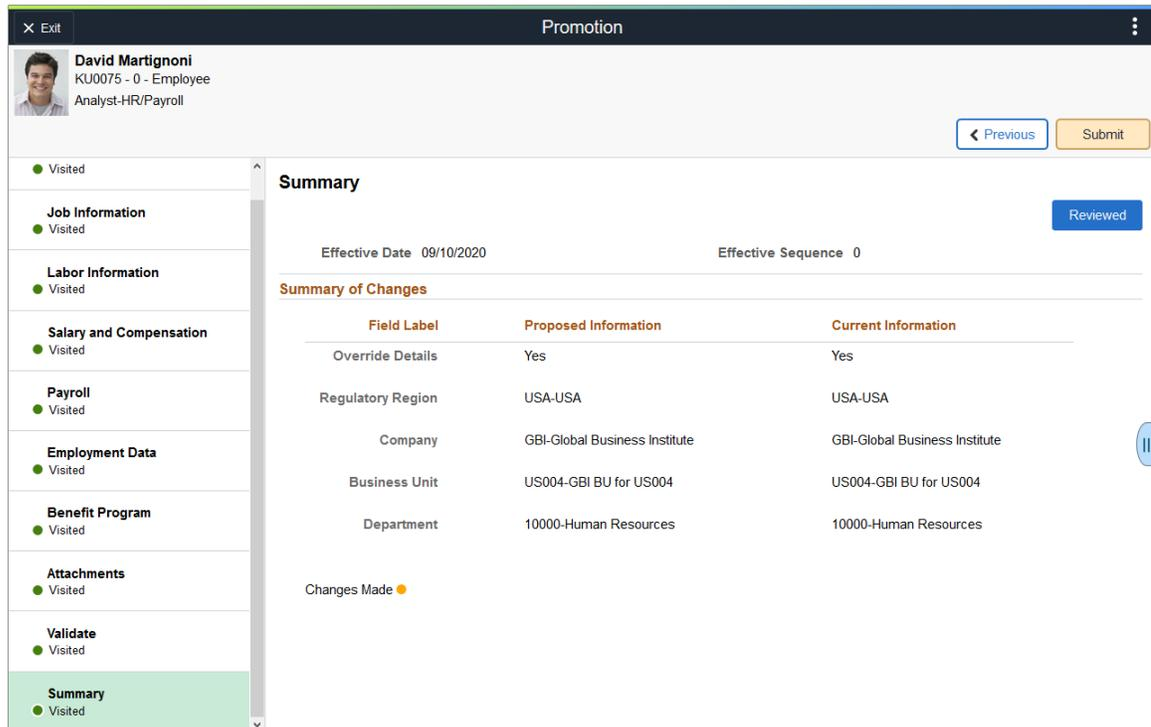 Exit
Promotion
David Martignoni
KU0075 - 0 - Employee
Analyst-HR/Payroll
Previous
Submit
Visited
Job Information
Visited
Labor Information
Visited
Salary and Compensation
Visited
Payroll
Visited
Employment Data
Visited
Benefit Program
Visited
Attachments
Visited
Validate
Visited
Summary
Visited
Summary
Reviewed
Effective Date 09/10/2020 Effective Sequence 0
Summary of Changes
Field Label Proposed Information Current Information
Override Details Yes Yes
Regulatory Region USA-USA USA-USA
Company GBI-Global Business Institute GBI-Global Business Institute
Business Unit US004-GBI BU for US004 US004-GBI BU for US004
Department 10000-Human Resources 10000-Human Resources
Changes Made